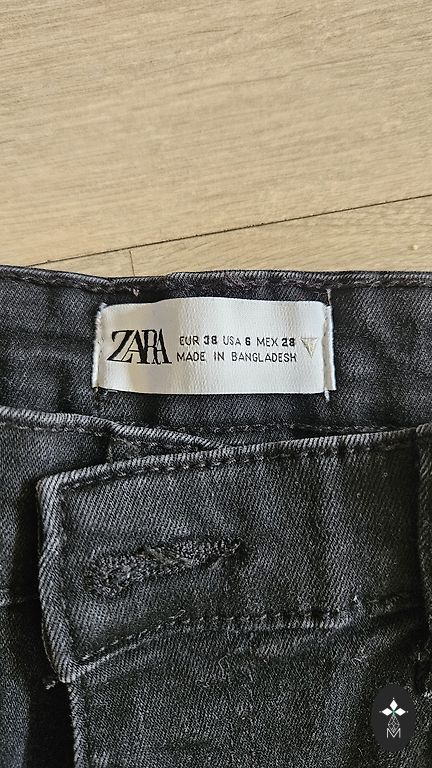 ZARA
EUR 38 USA 6 MEX 28
MADE IN BANGLADESH
M